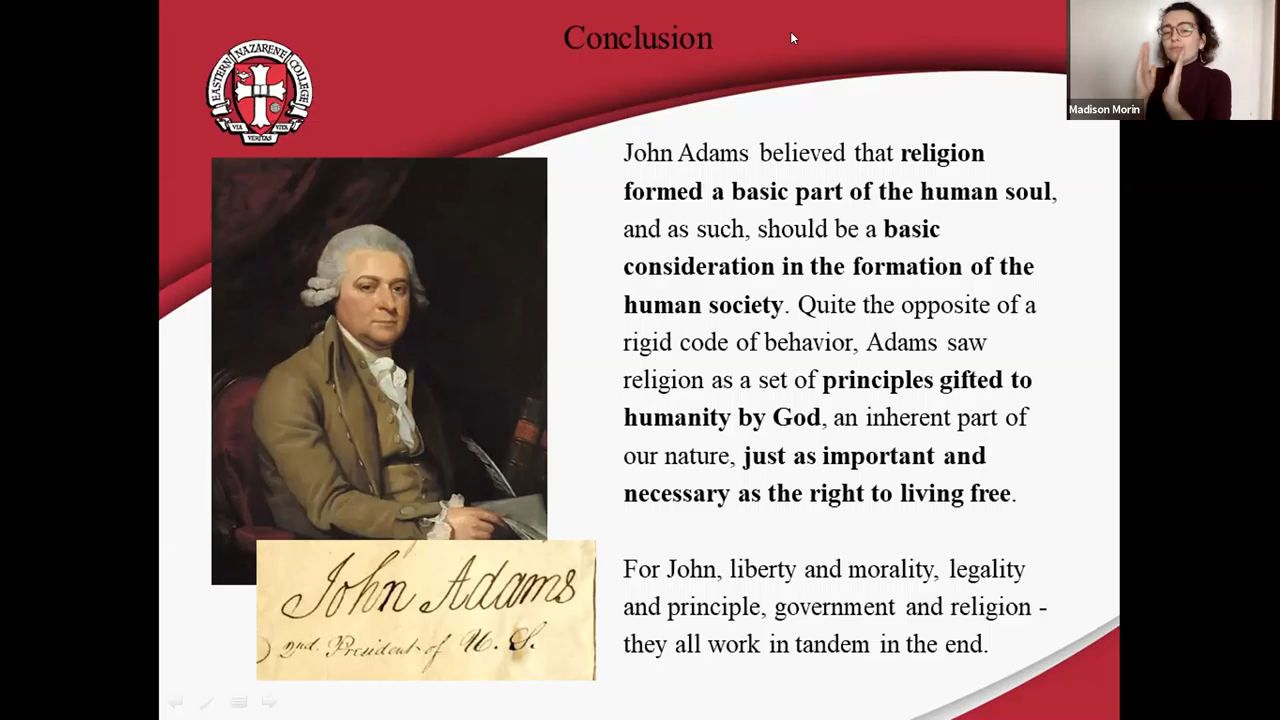 Conclusion
EASTERN NAZARENE COLLEGE
VIA
VERITAS
VITA
Madison Morin
John Adams believed that religion
formed a basic part of the human soul,
and as such, should be a basic
consideration in the formation of the
human society. Quite the opposite of a
rigid code of behavior, Adams saw
religion as a set of principles gifted to
humanity by God, an inherent part of
our nature, just as important and
necessary as the right to living free.
For John, liberty and morality, legality
and principle, government and religion -
they all work in tandem in the end.
John Adams
) 2nd. President of U. S.